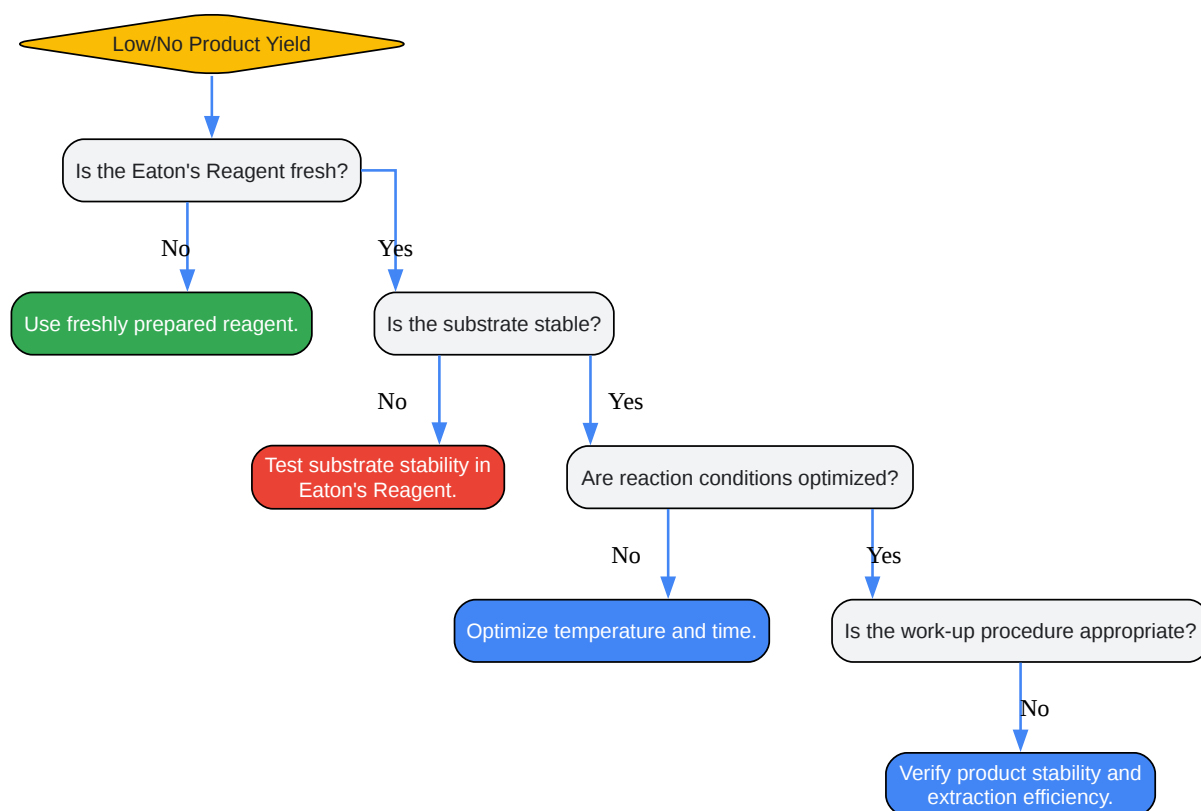 Low/No Product Yield
Is the Eaton's Reagent fresh?
No
Yes
Use freshly prepared reagent.
Is the substrate stable?
No
Yes
Test substrate stability in
Eaton's Reagent.
Are reaction conditions optimized?
No
Yes
Optimize temperature and time.
Is the work-up procedure appropriate?
No
Verify product stability and
extraction efficiency.